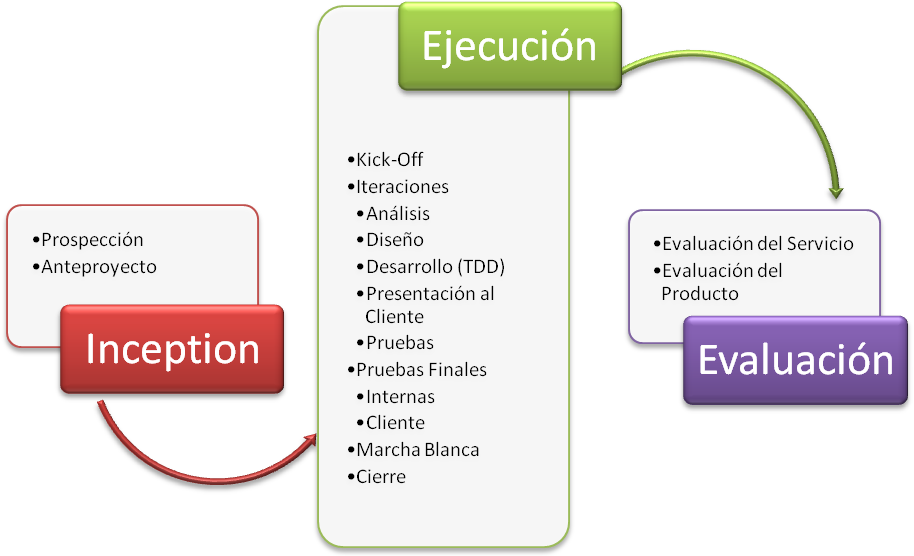 •Prospección
•Anteproyecto
Inception
Ejecución
•Kick-Off
•Iteraciones
•Análisis
•Diseño
•Desarrollo (TDD)
•Presentación al
Cliente
•Pruebas
•Pruebas Finales
•Internas
•Cliente
•Marcha Blanca
•Cierre
•Evaluación del Servicio
•Evaluación del
Producto
Evaluación